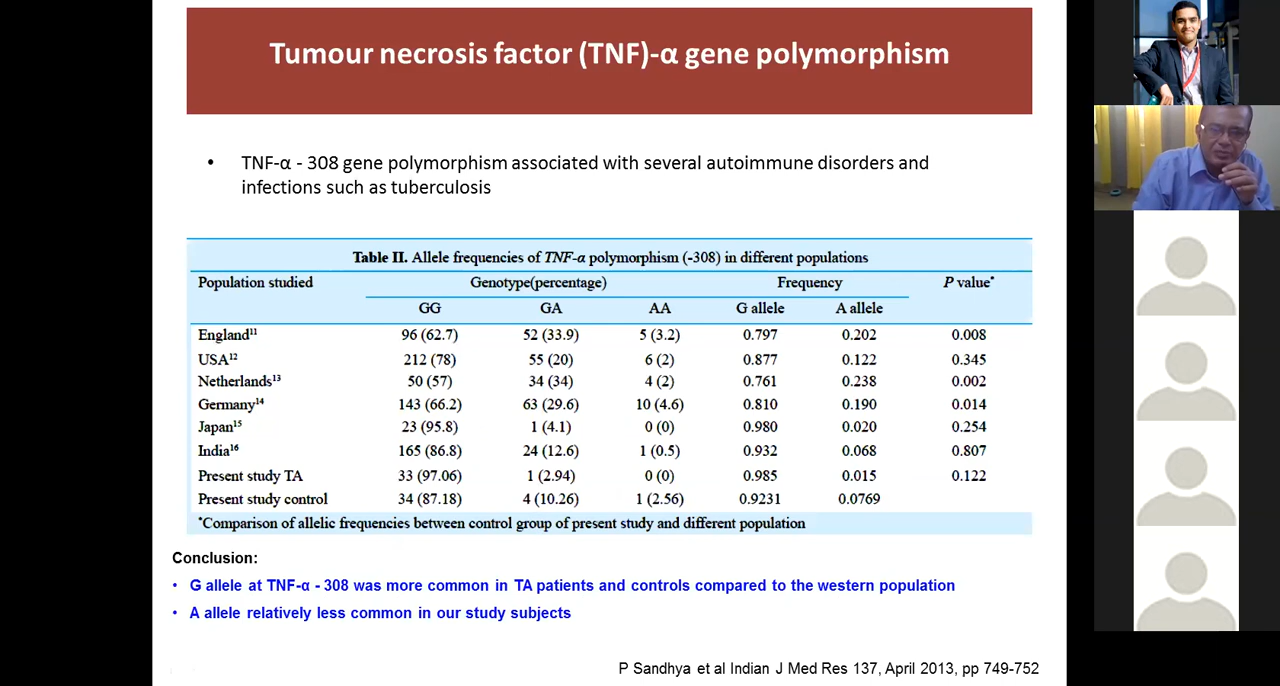 Tumour necrosis factor (TNF)-α gene polymorphism
• TNF-α - 308 gene polymorphism associated with several autoimmune disorders and
infections such as tuberculosis
Table II. Allele frequencies of TNF-α polymorphism (-308) in different populations
Population studied Genotype(percentage) Frequency P value*
GG GA AA G allele A allele
England¹¹ 96 (62.7) 52 (33.9) 5 (3.2) 0.797 0.202 0.008
USA¹² 212 (78) 55 (20) 6 (2) 0.877 0.122 0.345
Netherlands¹³ 50 (57) 34 (34) 4 (2) 0.761 0.238 0.002
Germany¹⁴ 143 (66.2) 63 (29.6) 10 (4.6) 0.810 0.190 0.014
Japan¹⁵ 23 (95.8) 1 (4.1) 0 (0) 0.980 0.020 0.254
India¹⁶ 165 (86.8) 24 (12.6) 1 (0.5) 0.932 0.068 0.807
Present study TA 33 (97.06) 1 (2.94) 0 (0) 0.985 0.015 0.122
Present study control 34 (87.18) 4 (10.26) 1 (2.56) 0.9231 0.0769
*Comparison of allelic frequencies between control group of present study and different population
Conclusion:
• G allele at TNF-α - 308 was more common in TA patients and controls compared to the western population
• A allele relatively less common in our study subjects
P Sandhya et al Indian J Med Res 137, April 2013, pp 749-752